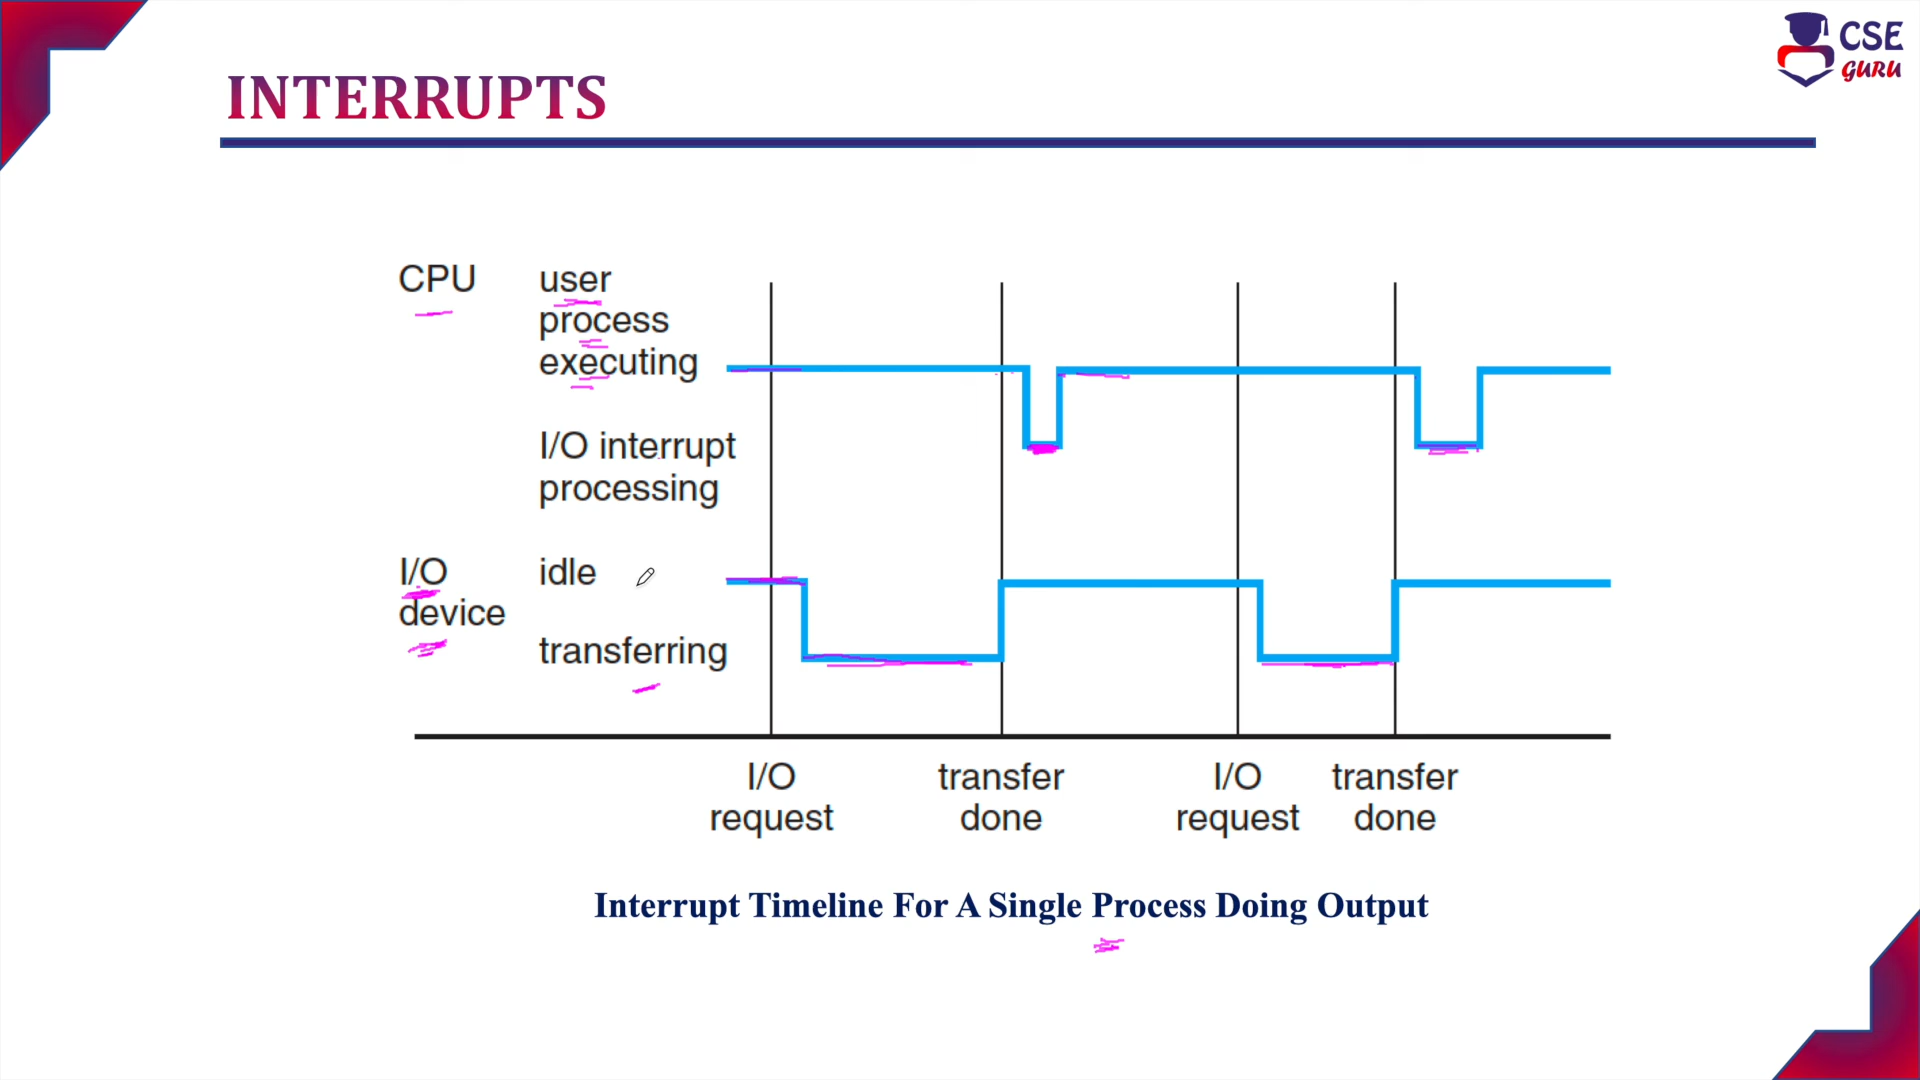 INTERRUPTS
CSE
GURU
CPU
user
process
executing
I/O interrupt
processing
I/O
device
idle
transferring
I/O
request
transfer
done
I/O
request
transfer
done
Interrupt Timeline For A Single Process Doing Output